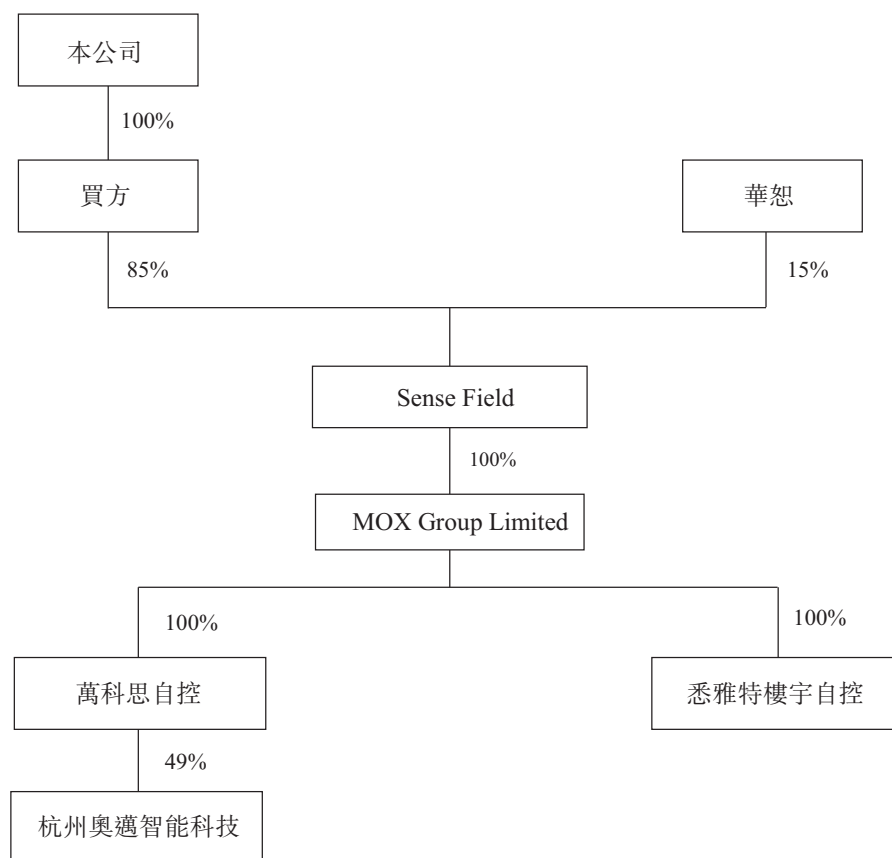 本公司
100%
買方
華恕
85%
15%
Sense Field
100%
MOX Group Limited
100%
100%
萬科思自控
悉雅特樓宇自控
49%
杭州奧邁智能科技